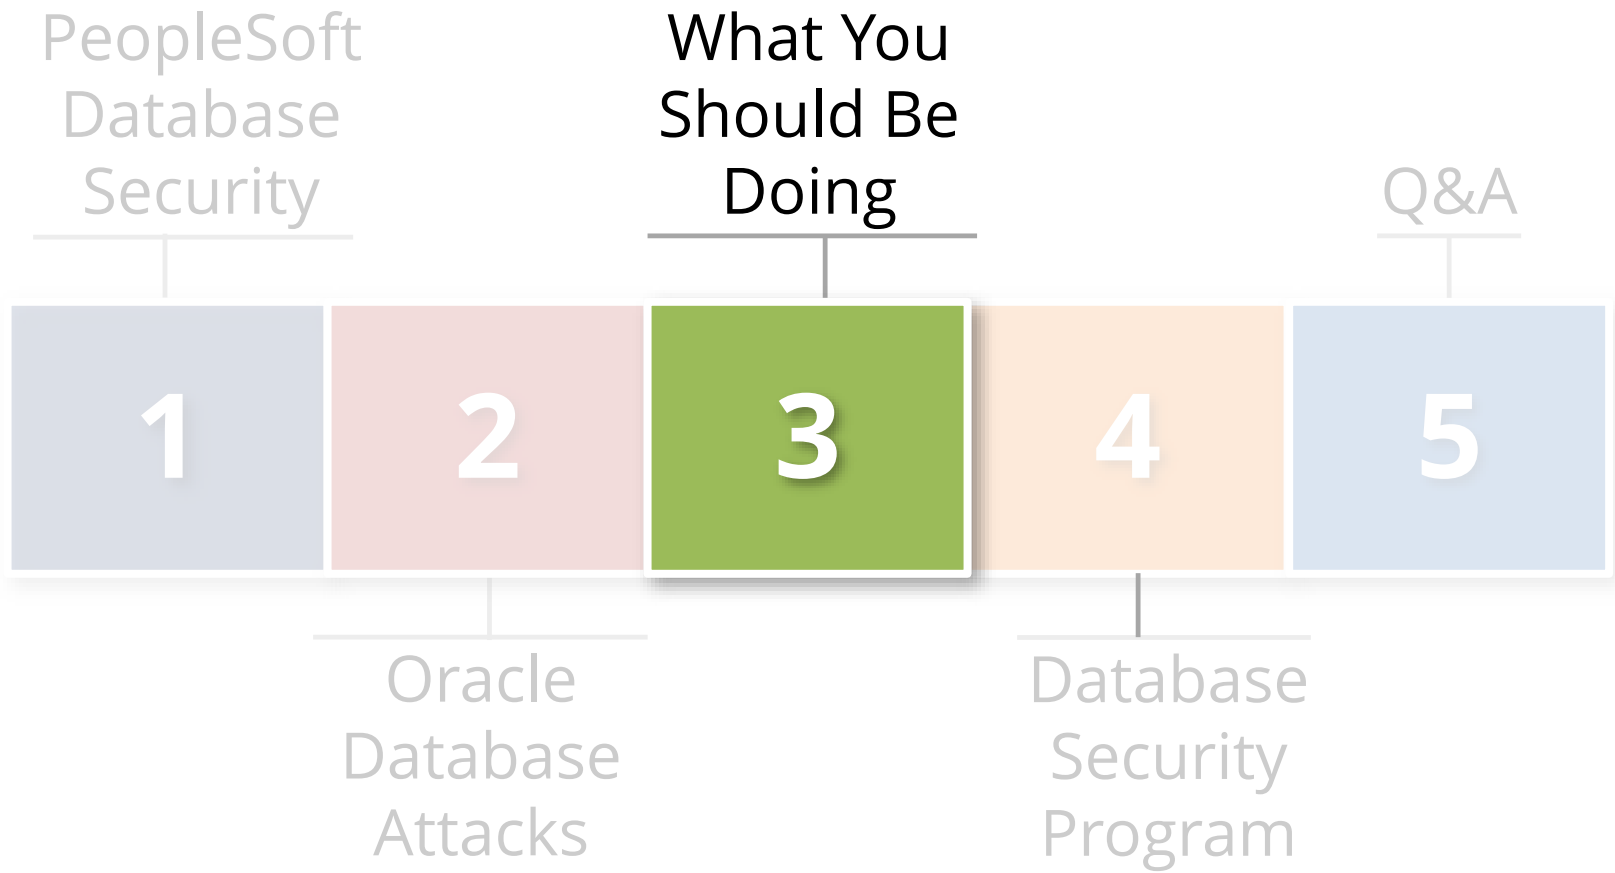 PeopleSoft
Database
Security
What You
Should Be
Doing
Q&A
1
2
3
4
5
Oracle
Database
Attacks
Database
Security
Program